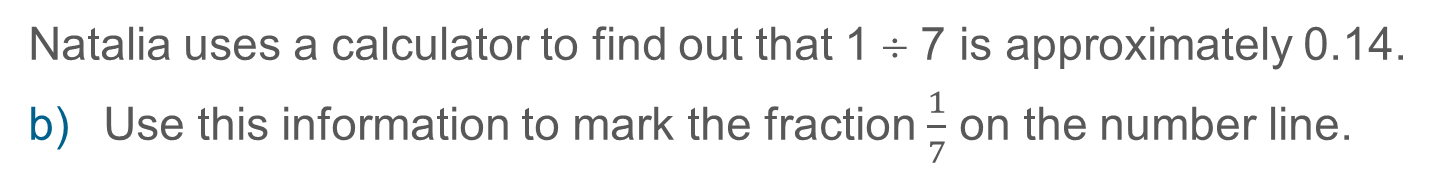 Natalia uses a calculator to find out that 1 ÷ 7 is approximately 0.14.
b) Use this information to mark the fraction 1/7 on the number line.